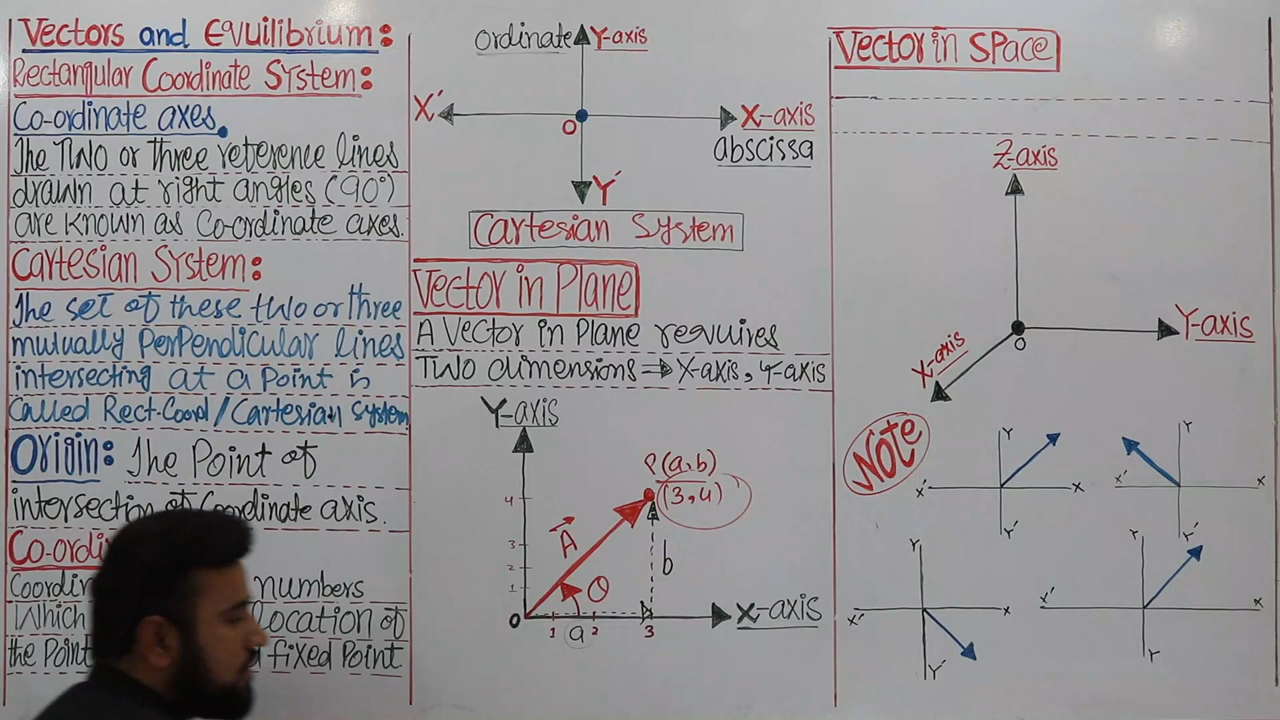 Vectors and Equilibrium:
Rectangular Coordinate System:
Co-ordinate axes.
The Two or three reference lines
drawn at right angles (90°)
are known as Co-ordinate axes.
Cartesian System:
The set of these two or three
mutually perpendicular lines
intersecting at a point is
Called Rect-Coord/Cartesian system
Origin: The Point of
intersection of Coordinate axis.
Co-ordi
Coordin numbers
Which location of
the Point fixed Point
ordinate Y-axis
X' O X-axis
abscissa
Y'
Cartesian System
Vector in Plane
A Vector in Plane requires
Two dimensions ⇒ X-axis, Y-axis
Y-axis
P(a,b)
4 (3,4)
A
3 b
2
1 θ
O X-axis
1 a 2 3
Vector in Space
Z-axis
Y-axis
X-axis O
NOTE
Y Y
X' X X' X
Y' Y'
Y Y
X' X X' X
Y' Y